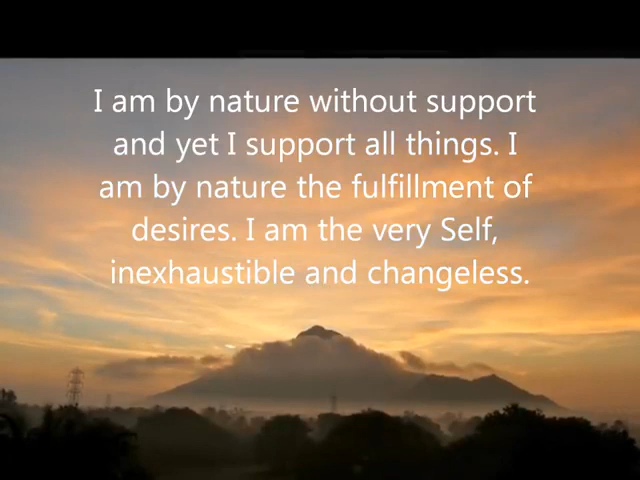 I am by nature without support
and yet I support all things. I
am by nature the fulfillment of
desires. I am the very Self,
inexhaustible and changeless.